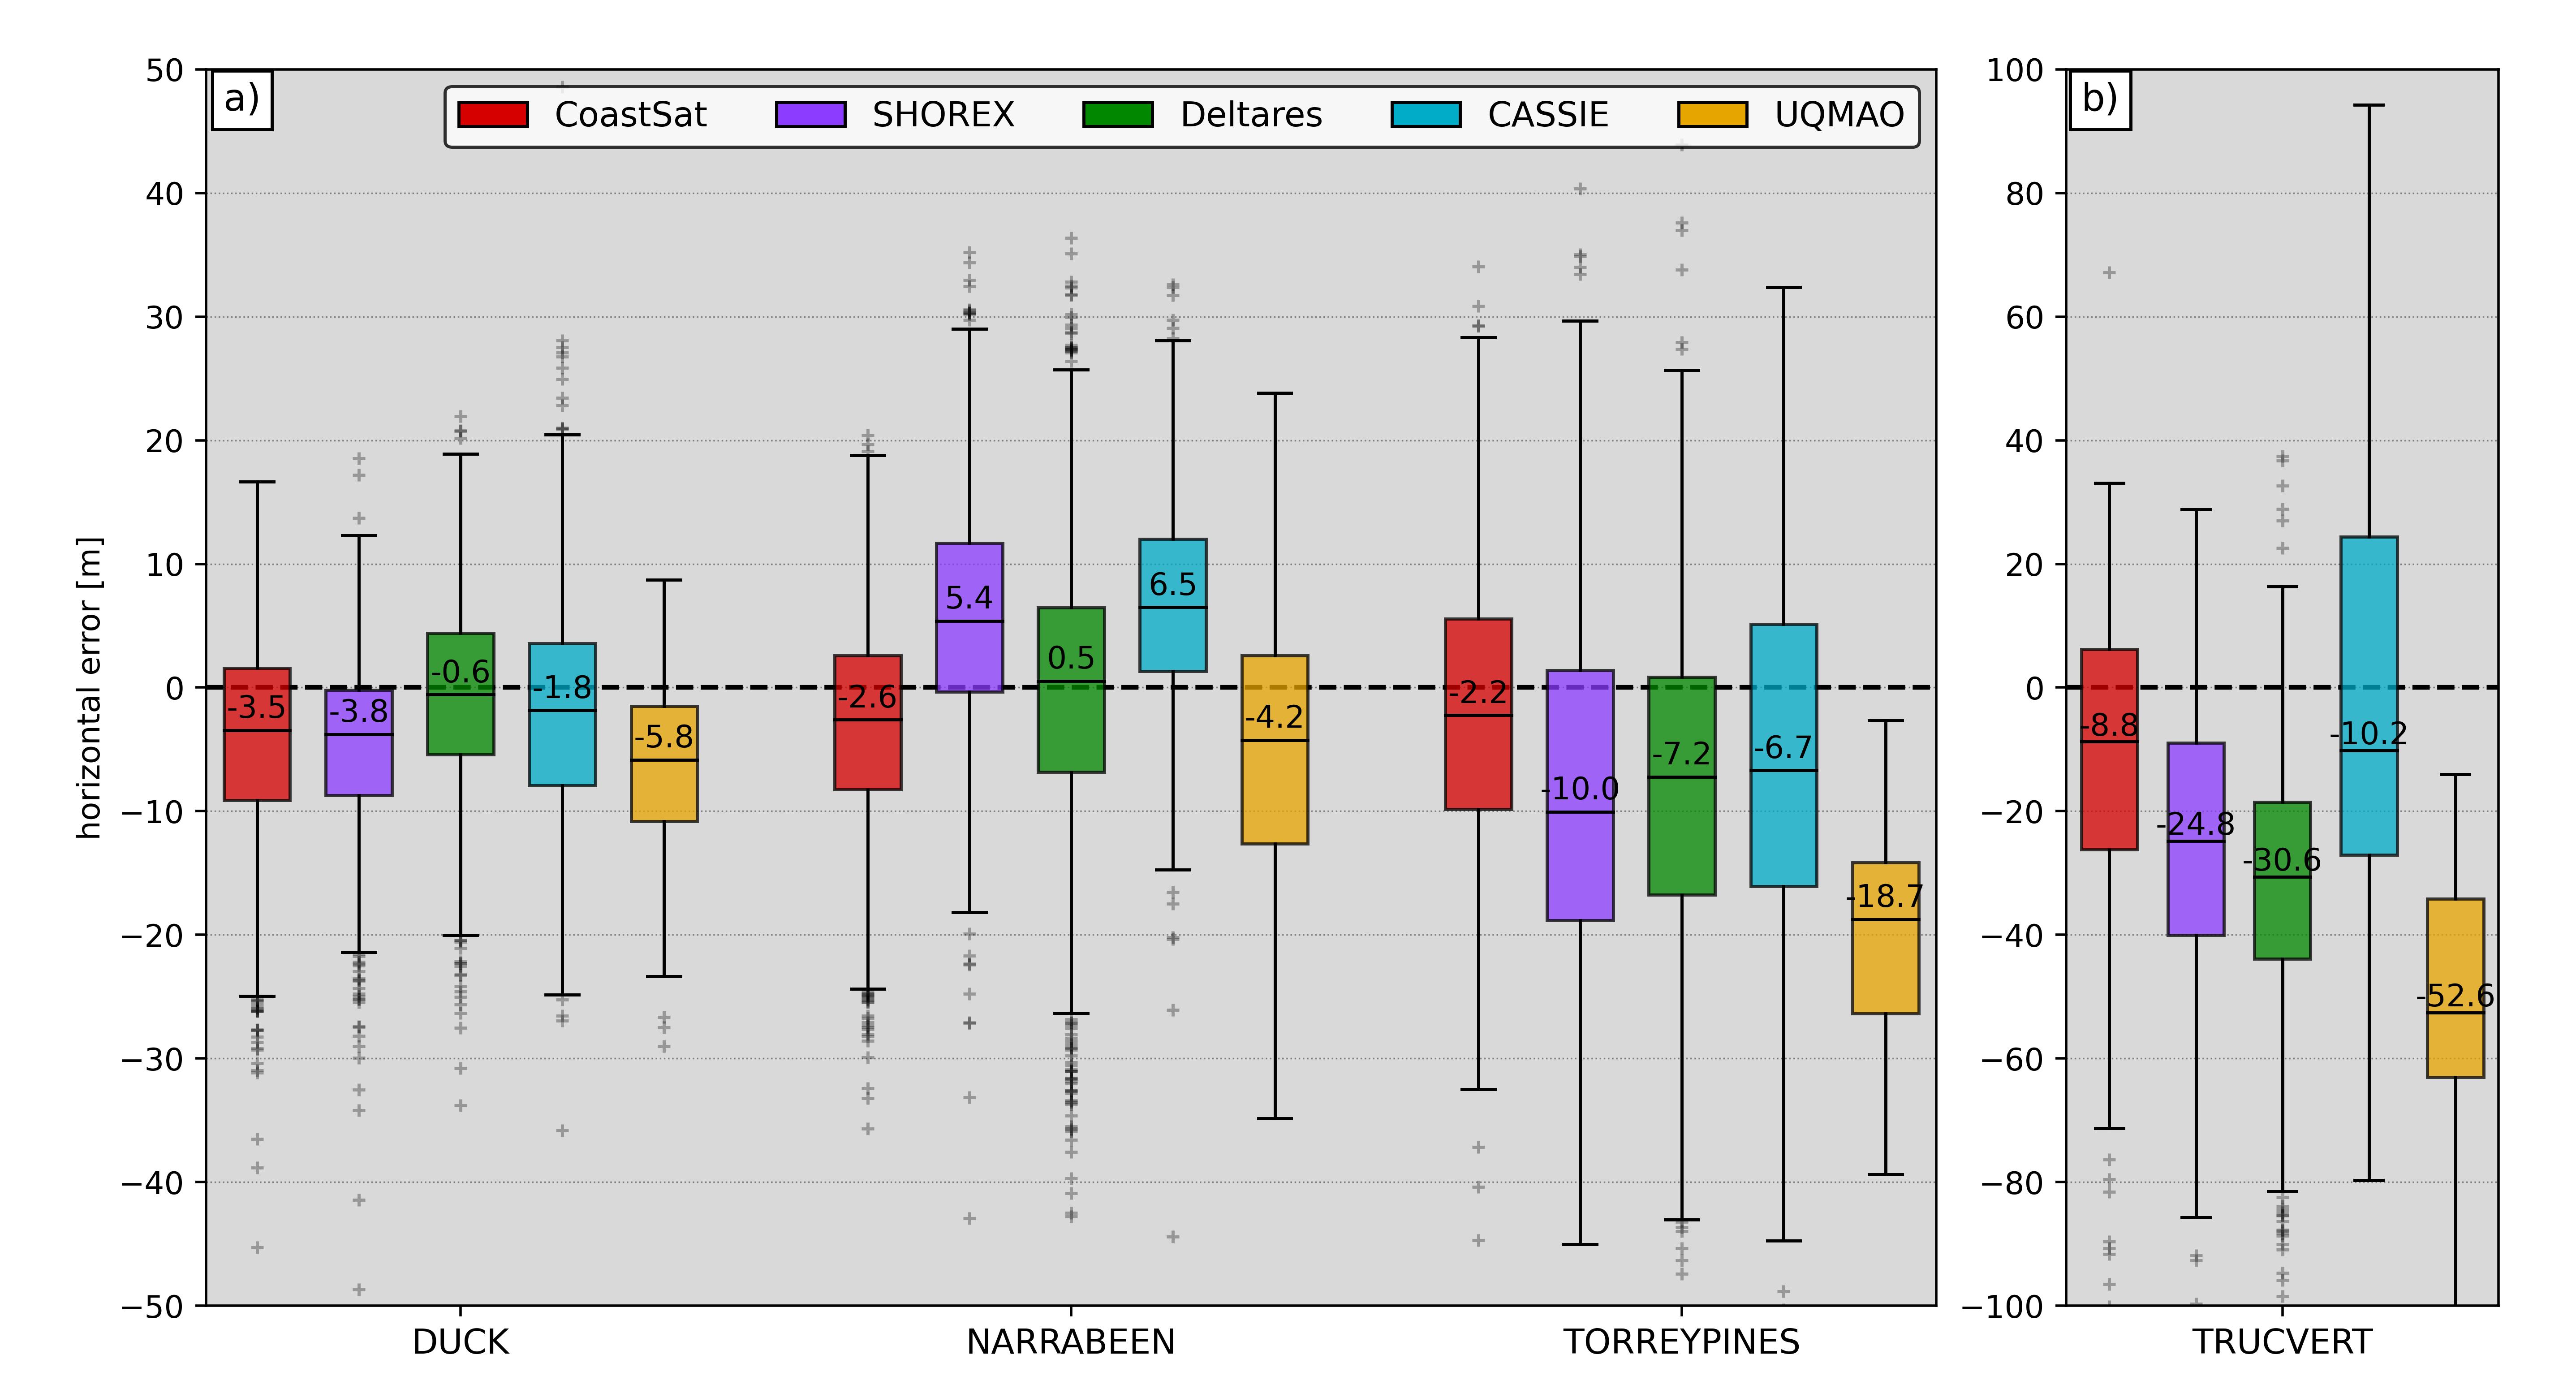 a)
CoastSat SHOREX Deltares CASSIE UQMAO
b)
horizontal error [m]
50
40
30
20
10
0
−10
−20
−30
−40
−50
-3.5 -3.8 -0.6 -1.8 -5.8
-2.6 5.4 0.5 6.5 -4.2
-2.2 -10.0 -7.2 -6.7 -18.7
DUCK NARRABEEN TORREYPINES
100
80
60
40
20
0
−20
−40
−60
−80
−100
-8.8 -24.8 -30.6 -10.2 -52.6
TRUCVERT